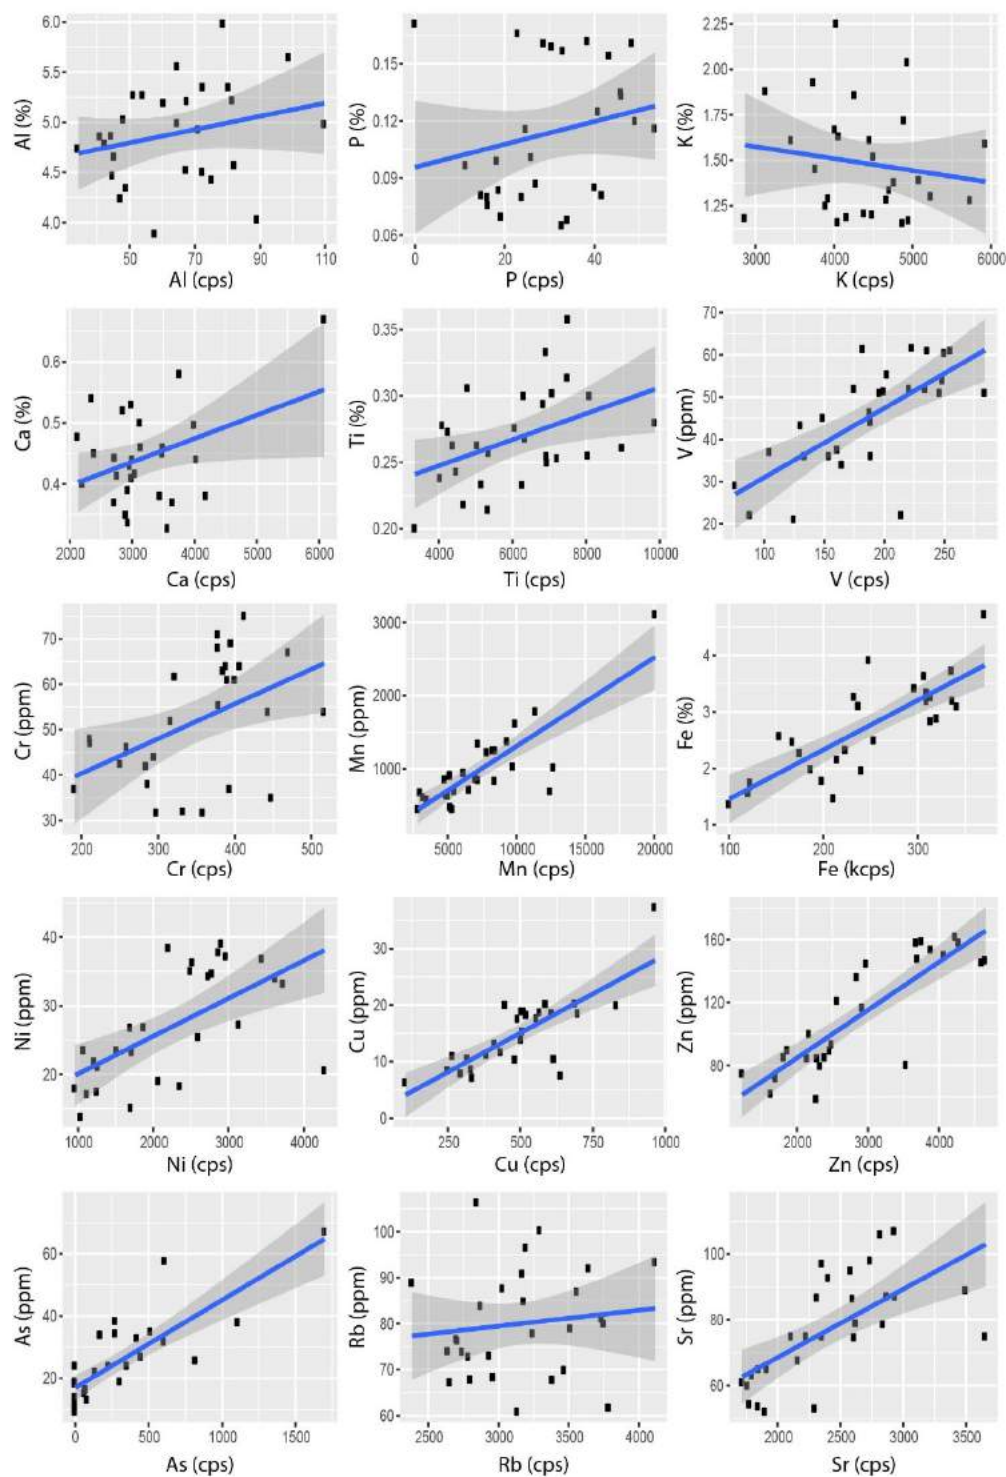 6.0 5.5 5.0 4.5 4.0
Al (%)
50 70 90 110
Al (cps)
0.15 0.12 0.09 0.06
P (%)
0 20 40
P (cps)
2.25 2.00 1.75 1.50 1.25
K (%)
3000 4000 5000 6000
K (cps)
0.6 0.5 0.4
Ca (%)
2000 3000 4000 5000 6000
Ca (cps)
0.35 0.30 0.25 0.20
Ti (%)
4000 6000 8000 10000
Ti (cps)
70 60 50 40 30 20
V (ppm)
100 150 200 250
V (cps)
70 60 50 40 30
Cr (ppm)
200 300 400 500
Cr (cps)
3000 2000 1000
Mn (ppm)
5000 10000 15000 20000
Mn (cps)
4 3 2 1
Fe (%)
100 200 300
Fe (kcps)
40 30 20
Ni (ppm)
1000 2000 3000 4000
Ni (cps)
30 20 10 0
Cu (ppm)
250 500 750 1000
Cu (cps)
160 120 80
Zn (ppm)
2000 3000 4000
Zn (cps)
60 40 20
As (ppm)
0 500 1000 1500
As (cps)
100 90 80 70 60
Rb (ppm)
2500 3000 3500 4000
Rb (cps)
100 80 60
Sr (ppm)
2000 2500 3000 3500
Sr (cps)